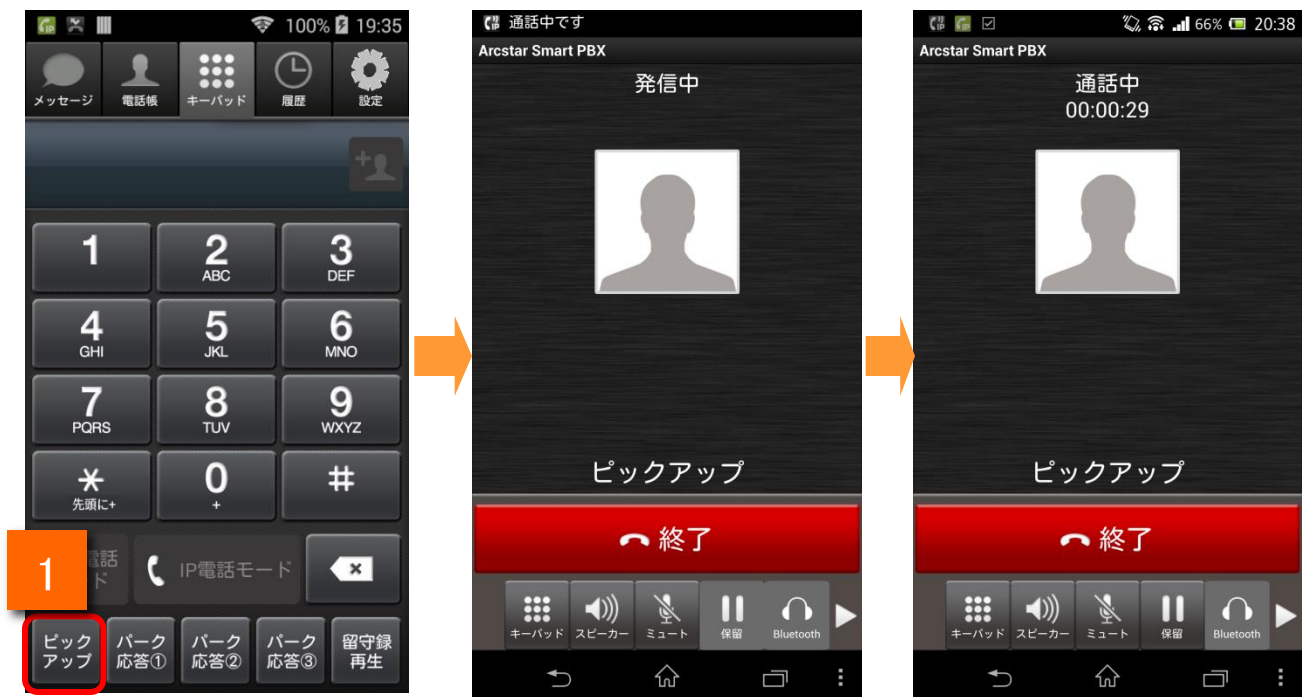 100% 19:35
メッセージ
電話帳
キーパッド
履歴
設定
1
2
ABC
3
DEF
4
GHI
5
JKL
6
MNO
7
PQRS
8
TUV
9
WXYZ
*
先頭に+
0
+
#
1
電話
ド
IP電話モード
ピック
アップ
パーク
応答①
パーク
応答②
パーク
応答③
留守録
再生
通話中です
Arcstar Smart PBX
発信中
ピックアップ
終了
キーパッド
スピーカー
ミュート
保留
Bluetooth
66% 20:38
Arcstar Smart PBX
通話中
00:00:29
ピックアップ
終了
キーパッド
スピーカー
ミュート
保留
Bluetooth